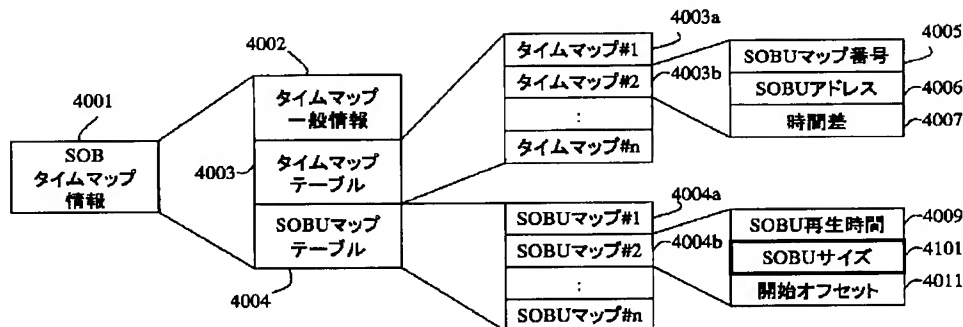 4001
SOB
タイムマップ
情報
4002
タイムマップ
一般情報
4003
タイムマップ
テーブル
SOBUマップ
テーブル
4004
4003a
タイムマップ#1
タイムマップ#2
4003b
:
タイムマップ#n
4005
SOBUマップ番号
SOBUアドレス
4006
時間差
4007
4004a
SOBUマップ#1
SOBUマップ#2
4004b
:
SOBUマップ#n
SOBU再生時間
4009
SOBUサイズ
4101
開始オフセット
4011